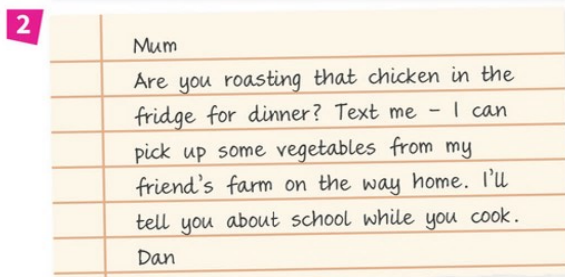 2
Mum
Are you roasting that chicken in the
fridge for dinner? Text me – I can
pick up some vegetables from my
friend's farm on the way home. I'll
tell you about school while you cook.
Dan